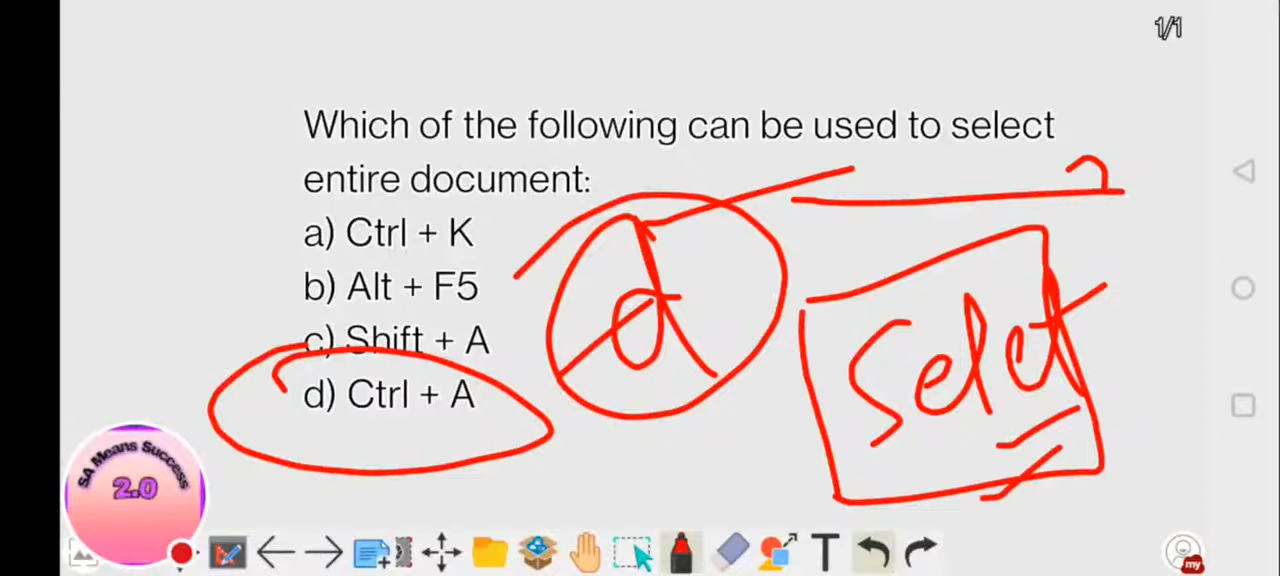 1/1
Which of the following can be used to select
entire document:
a) Ctrl + K
b) Alt + F5
c) Shift + A
d) Ctrl + A
d
Select
SA Means Success
2.0
T
my